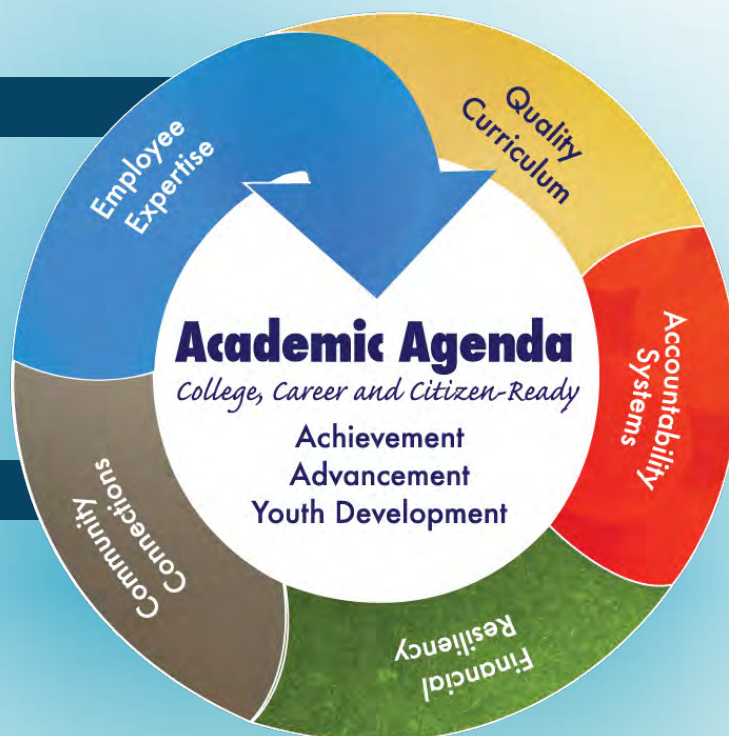 Employee
Expertise
Quality
Curriculum
Accountability
Systems
Financial
Resiliency
Community
Connections
Academic Agenda
College, Career and Citizen-Ready
Achievement
Advancement
Youth Development